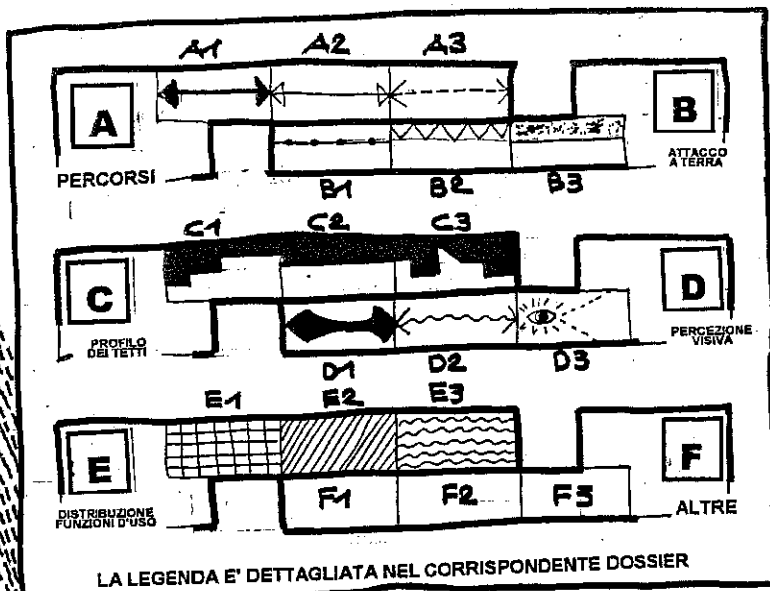 A1 A2 A3
A B
PERCORSI
ATTACCO
A TERRA
B1 B2 B3
C1 C2 C3
C D
PROFILO
DEI TETTI
PERCEZIONE
VISIVA
D1 D2 D3
E1 E2 E3
E F
DISTRIBUZIONE
FUNZIONI D'USO
F1 F2 F3
ALTRE
LA LEGENDA E' DETTAGLIATA NEL CORRISPONDENTE DOSSIER